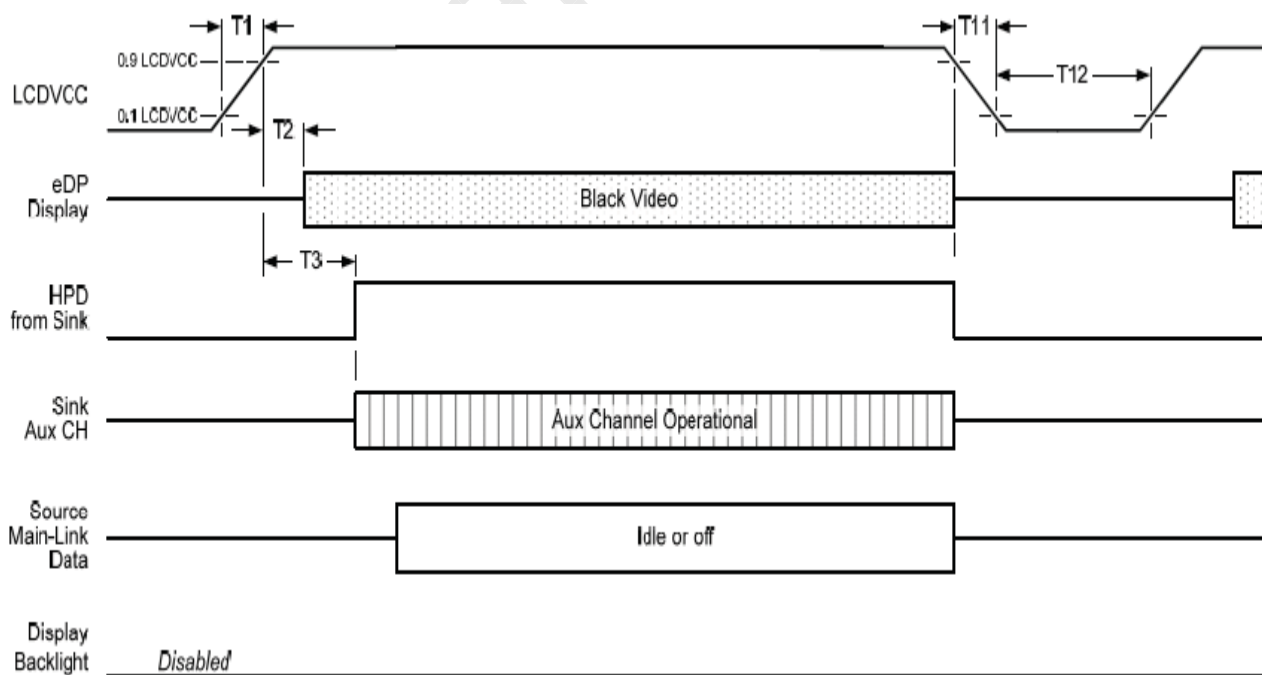 T1
T11
0.9 LCDVCC
T12
LCDVCC
0.1 LCDVCC
T2
eDP
Display
Black Video
T3
HPD
from Sink
Sink
Aux CH
Aux Channel Operational
Source
Main-Link
Data
Idle or off
Display
Backlight
Disabled